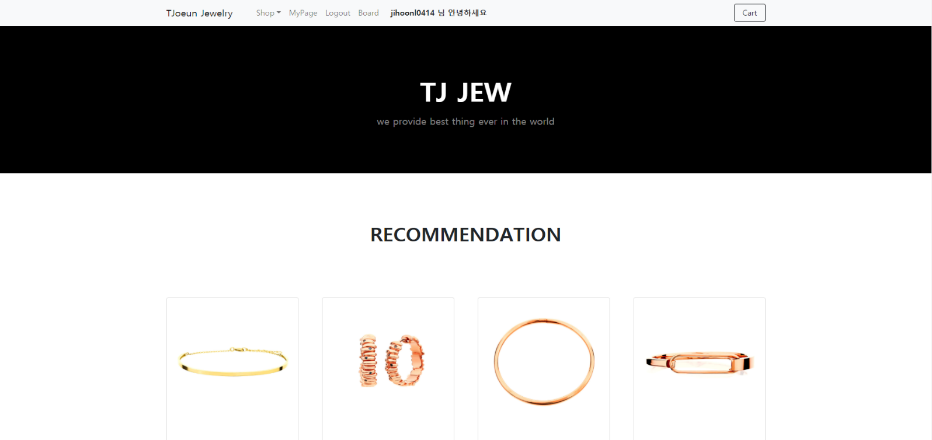 TJoeun Jewelry Shop MyPage Logout Board jihoonl0414 님 안녕하세요 Cart
TJ JEW
we provide best thing ever in the world
RECOMMENDATION